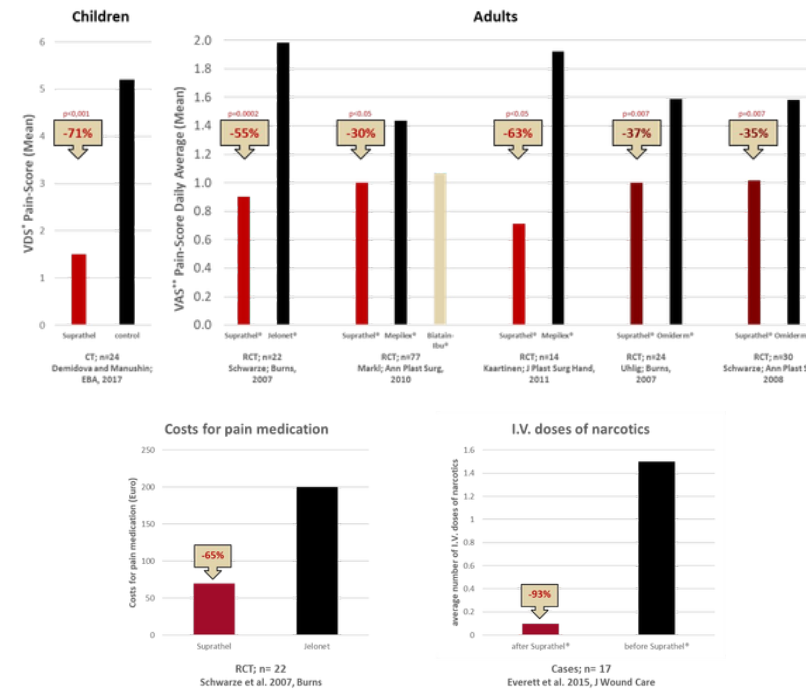 Children
Adults
VDS* Pain-Score (Mean)
6
5
4
3
2
1
0
p<0,001
-71%
Suprathel control
CT; n=24
Demidova and Manushin;
EBA, 2017
VAS** Pain-Score Daily Average (Mean)
2.0
1.8
1.6
1.4
1.2
1.0
0.8
0.6
0.4
0.2
0.0
p=0.0002
-55%
Suprathel® Jelonet®
RCT; n=22
Schwarze; Burns,
2007
p<0.05
-30%
Suprathel® Mepilex® Biatain-
Ibu®
RCT; n=77
Markl; Ann Plast Surg,
2010
p<0.05
-63%
Suprathel® Mepilex®
RCT; n=14
Kaartinen; J Plast Surg Hand,
2011
p=0.007
-37%
Suprathel® Omiderm®
RCT; n=24
Uhlig; Burns,
2007
p=0.007
-35%
Suprathel® Omiderm®
RCT; n=30
Schwarze; Ann Plast S
2008
Costs for pain medication
Costs for pain medication (Euro)
250
200
150
100
50
0
-65%
Suprathel Jelonet
RCT; n= 22
Schwarze et al. 2007, Burns
I.V. doses of narcotics
average number of I.V. doses of narcotics
1.6
1.4
1.2
1
0.8
0.6
0.4
0.2
0
-93%
after Suprathel® before Suprathel®
Cases; n= 17
Everett et al. 2015, J Wound Care